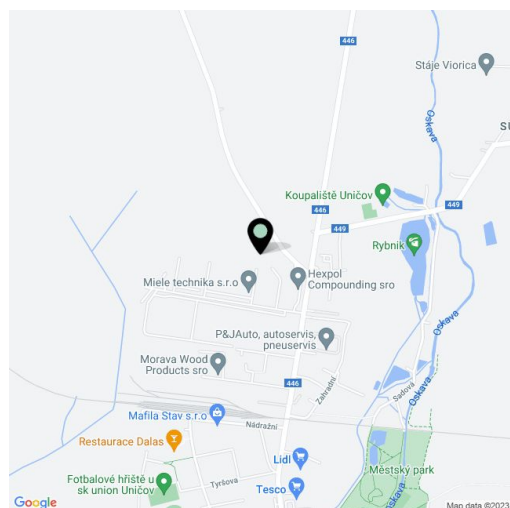 446
Stáje Viorica
Oskava
Koupaliště Uničov
446
449
449
Rybník
Miele technika s.r.o
Hexpol
Compounding sro
Oskava
P&JAuto, autoservis,
pneuservis
Morava Wood
Products sro
446
Zahradní
Sadová
Oskava
Mafila Stav s.r.o
Nádražní
Restaurace Dalas
Lidl
Městský park
Fotbalové hřiště u
sk union Uničov
Tyršova
Tesco
Oskava
Google
Map data ©2023